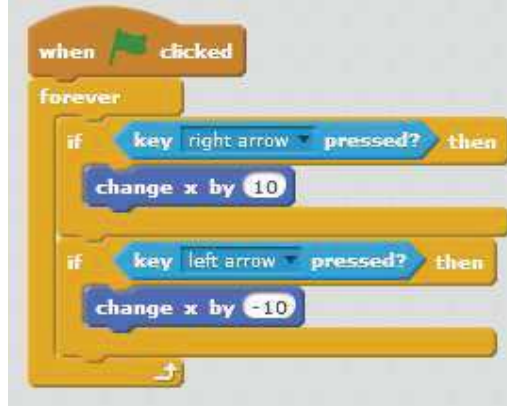 when clicked
forever
if key right arrow pressed? then
change x by 10
if key left arrow pressed? then
change x by -10